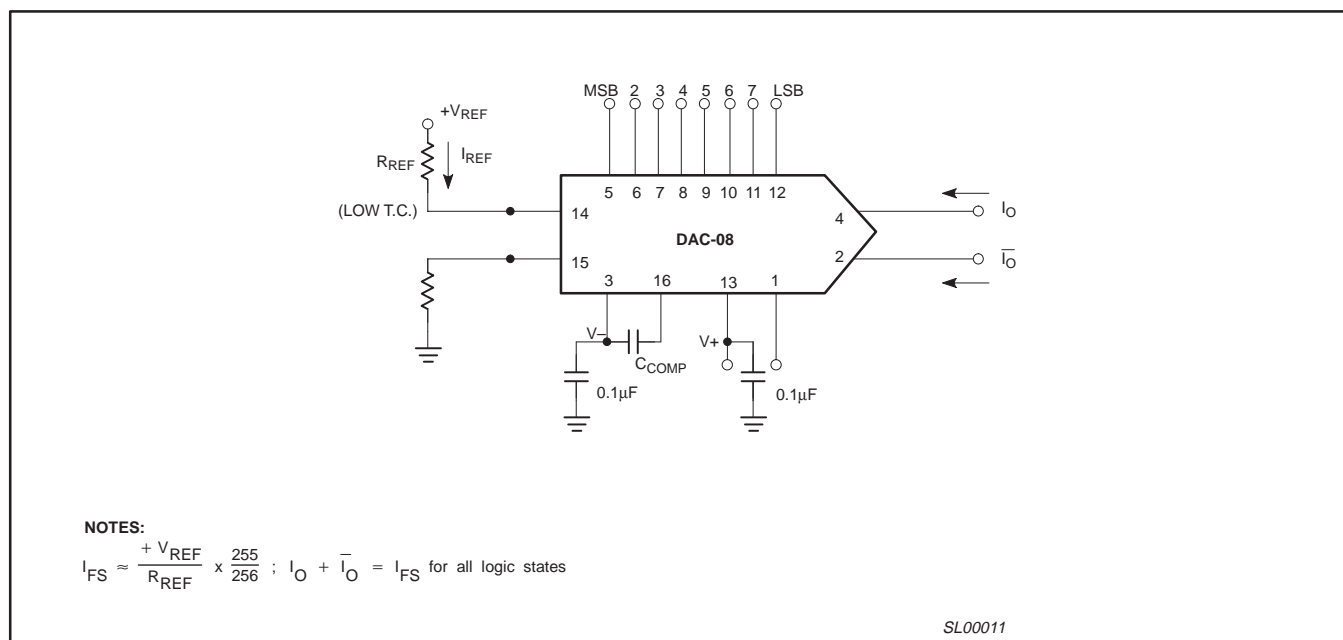 MSB 2 3 4 5 6 7 LSB
+VREF
RREF
IREF
5 6 7 8 9 10 11 12
(LOW T.C.)
14
4
IO
DAC-08
15
2
I̅O
3 16 13 1
V–
V+
CCOMP
0.1µF
0.1µF
NOTES:
IFS ≈ + VREF / RREF x 255 / 256 ; IO + I̅O = IFS for all logic states
SL00011